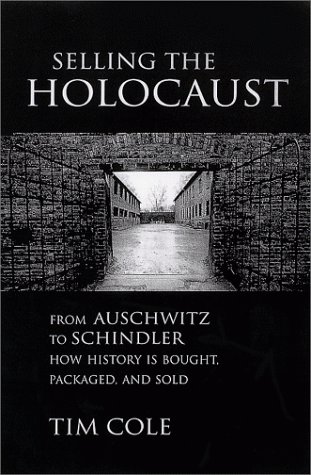 SELLING THE
HOLOCAUST
FROM AUSCHWITZ
TO SCHINDLER
HOW HISTORY IS BOUGHT,
PACKAGED, AND SOLD
TIM COLE